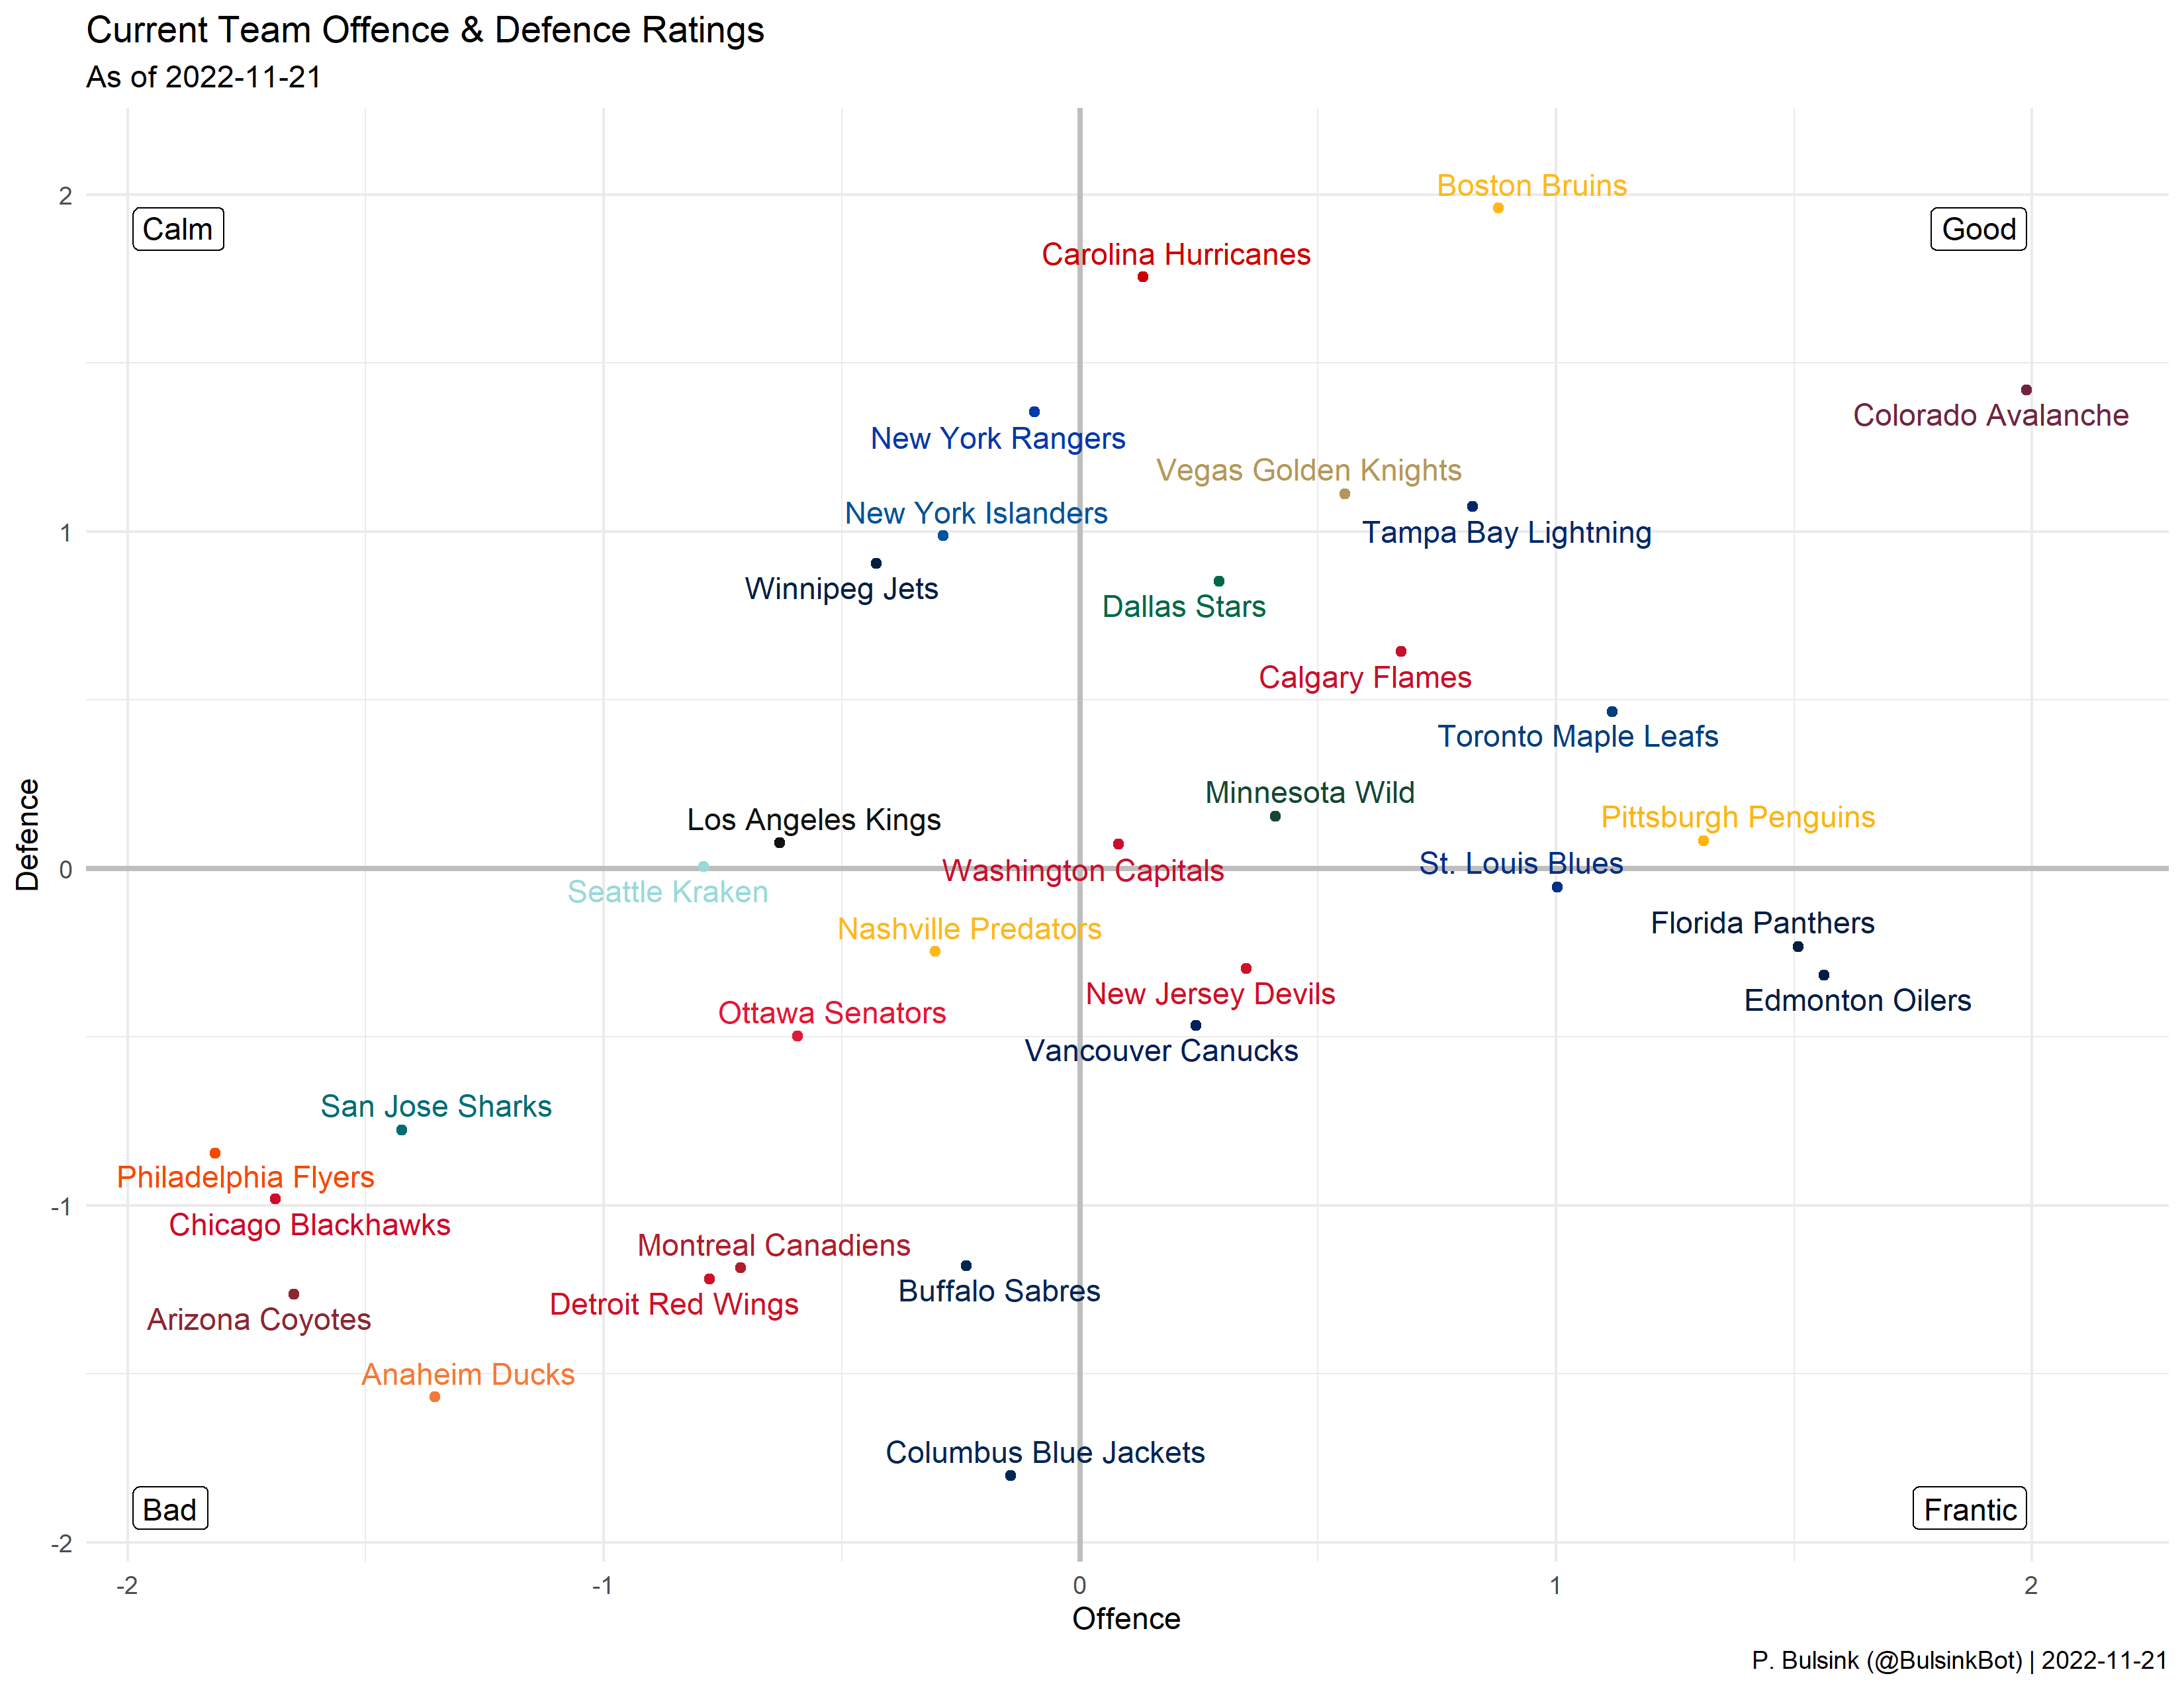 Current Team Offence & Defence Ratings
As of 2022-11-21
Boston Bruins
2
Calm
Good
Carolina Hurricanes
Colorado Avalanche
New York Rangers
Vegas Golden Knights
New York Islanders
1
Tampa Bay Lightning
Winnipeg Jets
Dallas Stars
Calgary Flames
Toronto Maple Leafs
Minnesota Wild
Pittsburgh Penguins
Los Angeles Kings
Defence
St. Louis Blues
0
Washington Capitals
Seattle Kraken
Florida Panthers
Nashville Predators
New Jersey Devils
Edmonton Oilers
Ottawa Senators
Vancouver Canucks
San Jose Sharks
Philadelphia Flyers
-1
Chicago Blackhawks
Montreal Canadiens
Buffalo Sabres
Detroit Red Wings
Arizona Coyotes
Anaheim Ducks
Columbus Blue Jackets
Bad
Frantic
-2
-2
-1
0
1
2
Offence
P. Bulsink (@BulsinkBot) | 2022-11-21